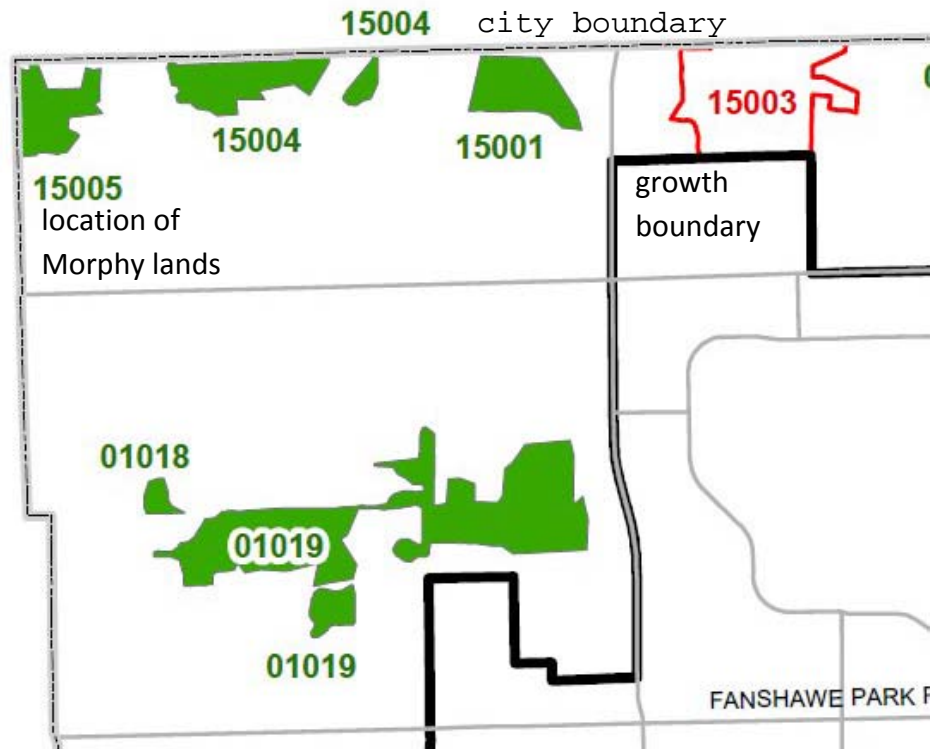 15004 city boundary
15003
15004
15001
15005
location of
Morphy lands
growth
boundary
01018
01019
01019
FANSHAWE PARK